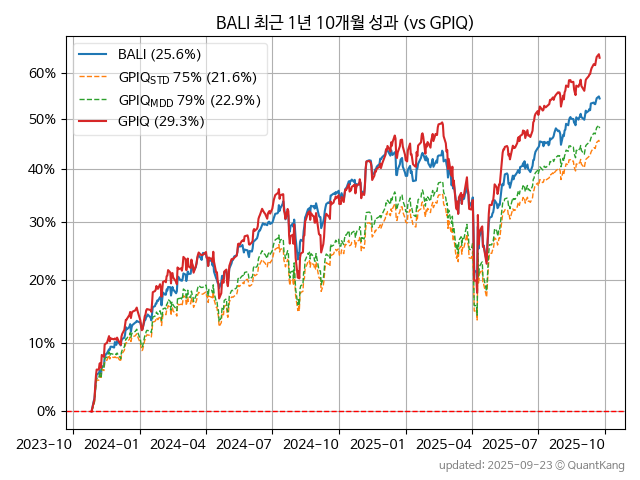 BALI 최근 1년 10개월 성과 (vs GPIQ)
BALI (25.6%)
GPIQSTD 75% (21.6%)
GPIQMDD 79% (22.9%)
GPIQ (29.3%)
60%
50%
40%
30%
20%
10%
0%
2023-10 2024-01 2024-04 2024-07 2024-10 2025-01 2025-04 2025-07 2025-10
updated: 2025-09-23 © QuantKang